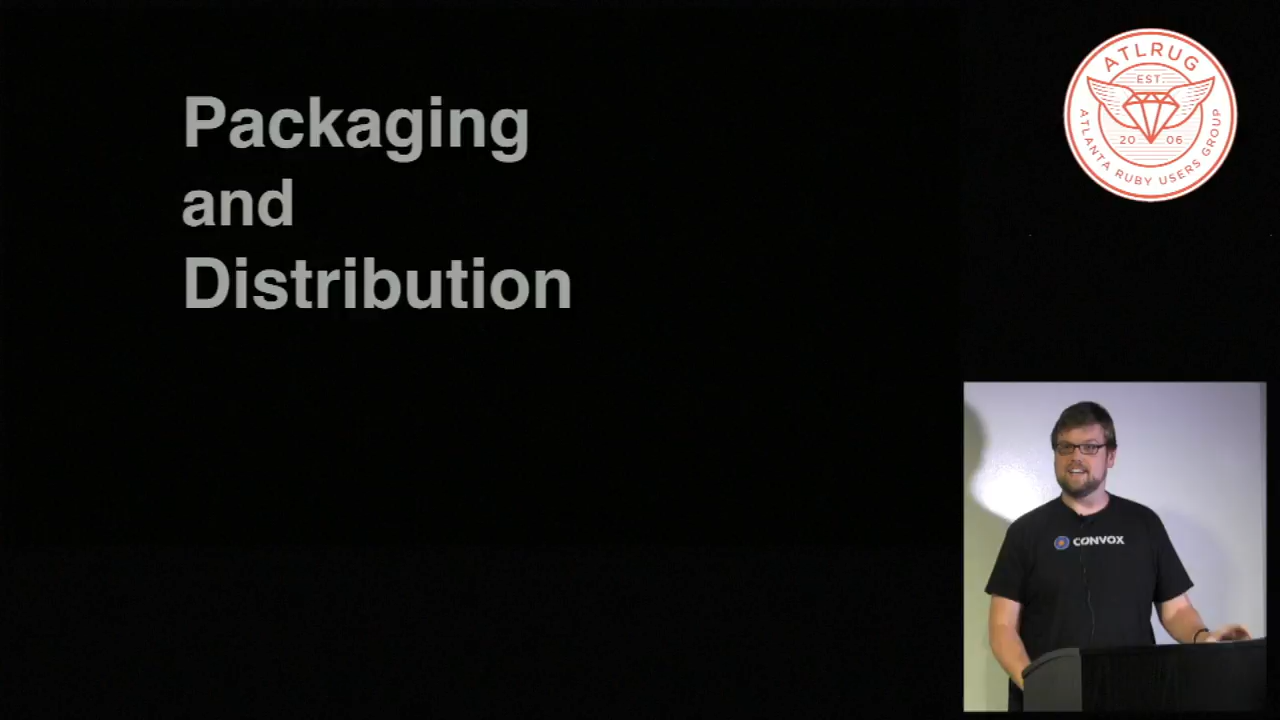 Packaging
and
Distribution
ATLRUG
EST.
20 06
ATLANTA RUBY USERS GROUP
CONVOX